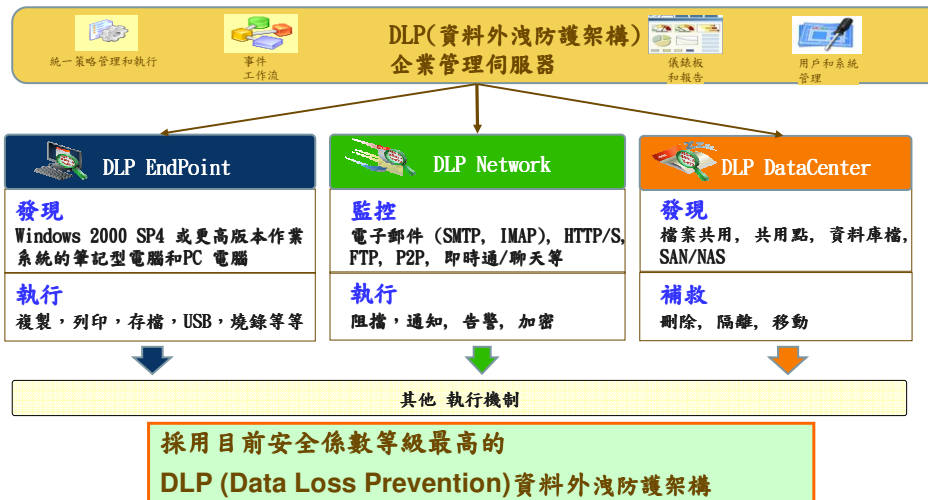 DLP(資料外洩防護架構)
企業管理伺服器
統一策略管理和執行
事件
工作流
儀錶板
和報告
用戶和系統
管理
DLP EndPoint
發現
Windows 2000 SP4 或更高版本作業
系統的筆記型電腦和PC 電腦
執行
複製，列印，存檔，USB，燒錄等等
DLP Network
監控
電子郵件 (SMTP, IMAP), HTTP/S,
FTP, P2P, 即時通/聊天等
執行
阻擋，通知, 告警, 加密
DLP DataCenter
發現
檔案共用, 共用點, 資料庫檔,
SAN/NAS
補救
刪除, 隔離, 移動
其他 執行機制
採用目前安全係數等級最高的
DLP (Data Loss Prevention)資料外洩防護架構